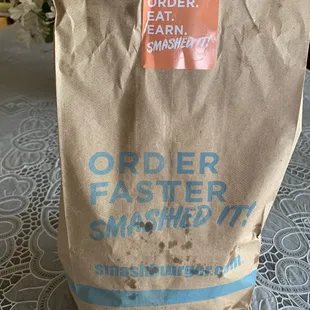 ORDER.
EAT.
EARN.
SMASHED IT!
ORDER
FASTER
SMASHED IT!
smashburger.com